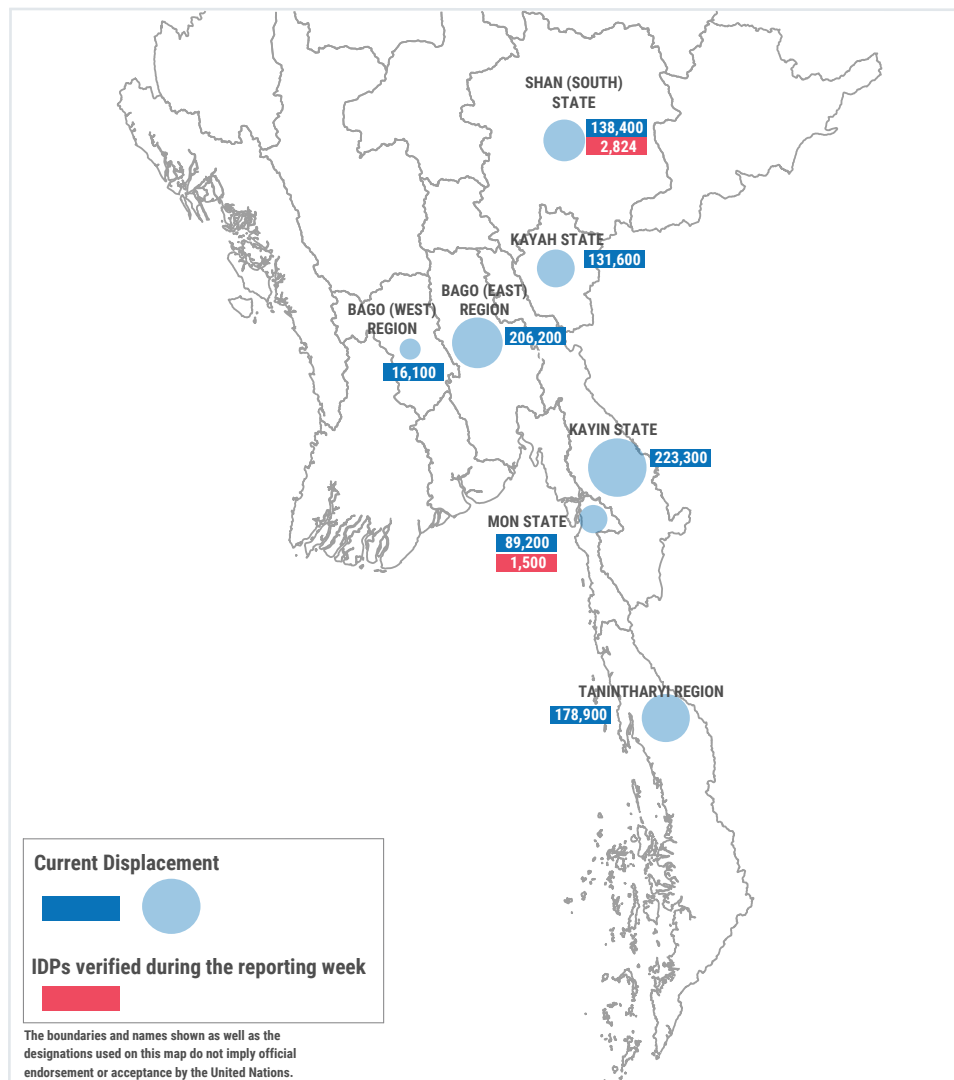 SHAN (SOUTH)
STATE
138,400
2,824
KAYAH STATE
131,600
BAGO (EAST)
REGION
206,200
BAGO (WEST)
REGION
16,100
KAYIN STATE
223,300
MON STATE
89,200
1,500
TANINTHARYI REGION
178,900
Current Displacement
IDPs verified during the reporting week
The boundaries and names shown as well as the
designations used on this map do not imply official
endorsement or acceptance by the United Nations.